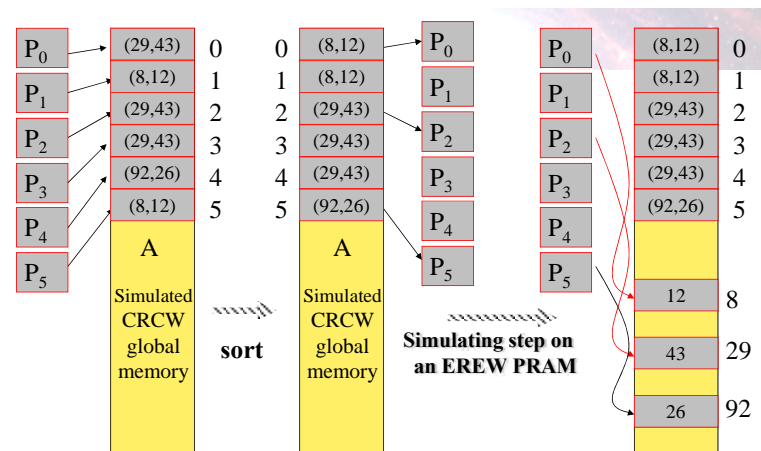 P0
P1
P2
P3
P4
P5
(29,43) 0
(8,12) 1
(29,43) 2
(29,43) 3
(92,26) 4
(8,12) 5
A
Simulated
CRCW
global
memory
sort
0 (8,12)
1 (8,12)
2 (29,43)
3 (29,43)
4 (29,43)
5 (92,26)
A
Simulated
CRCW
global
memory
P0
P1
P2
P3
P4
P5
Simulating step on
an EREW PRAM
P0
P1
P2
P3
P4
P5
(8,12) 0
(8,12) 1
(29,43) 2
(29,43) 3
(29,43) 4
(92,26) 5
12 8
43 29
26 92